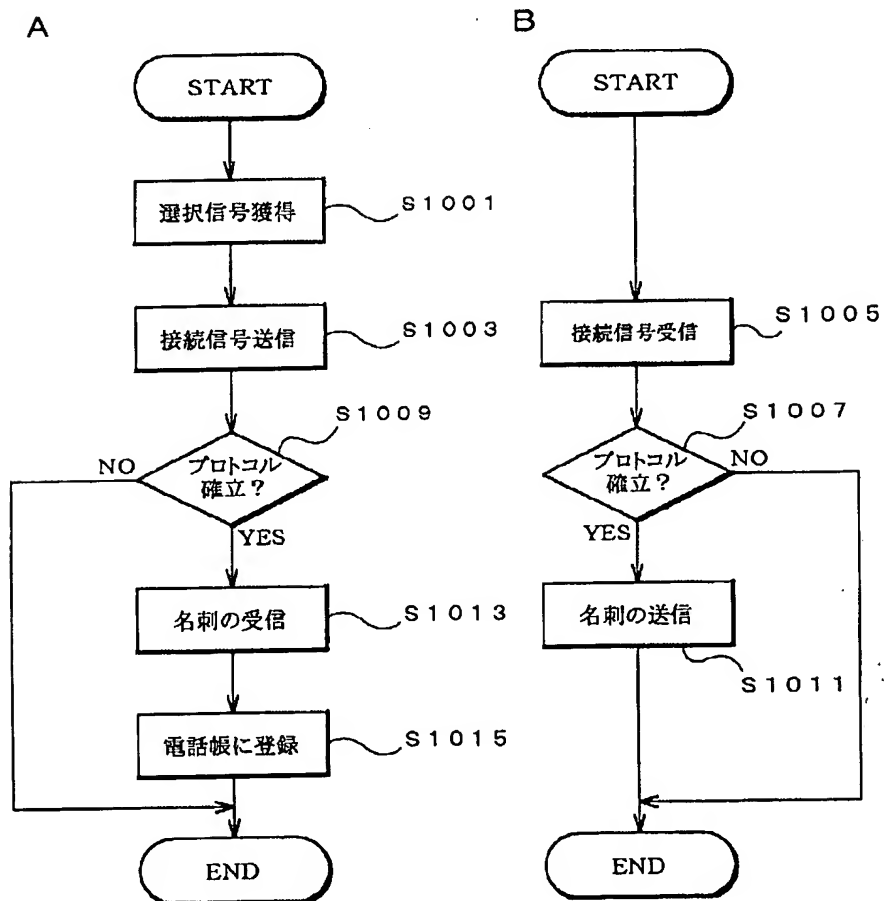 A
START
選択信号獲得
S1001
接続信号送信
S1003
S1009
プロトコル
確立?
NO
YES
名刺の受信
S1013
電話帳に登録
S1015
END
B
START
接続信号受信
S1005
S1007
プロトコル
確立?
NO
YES
名刺の送信
S1011
END